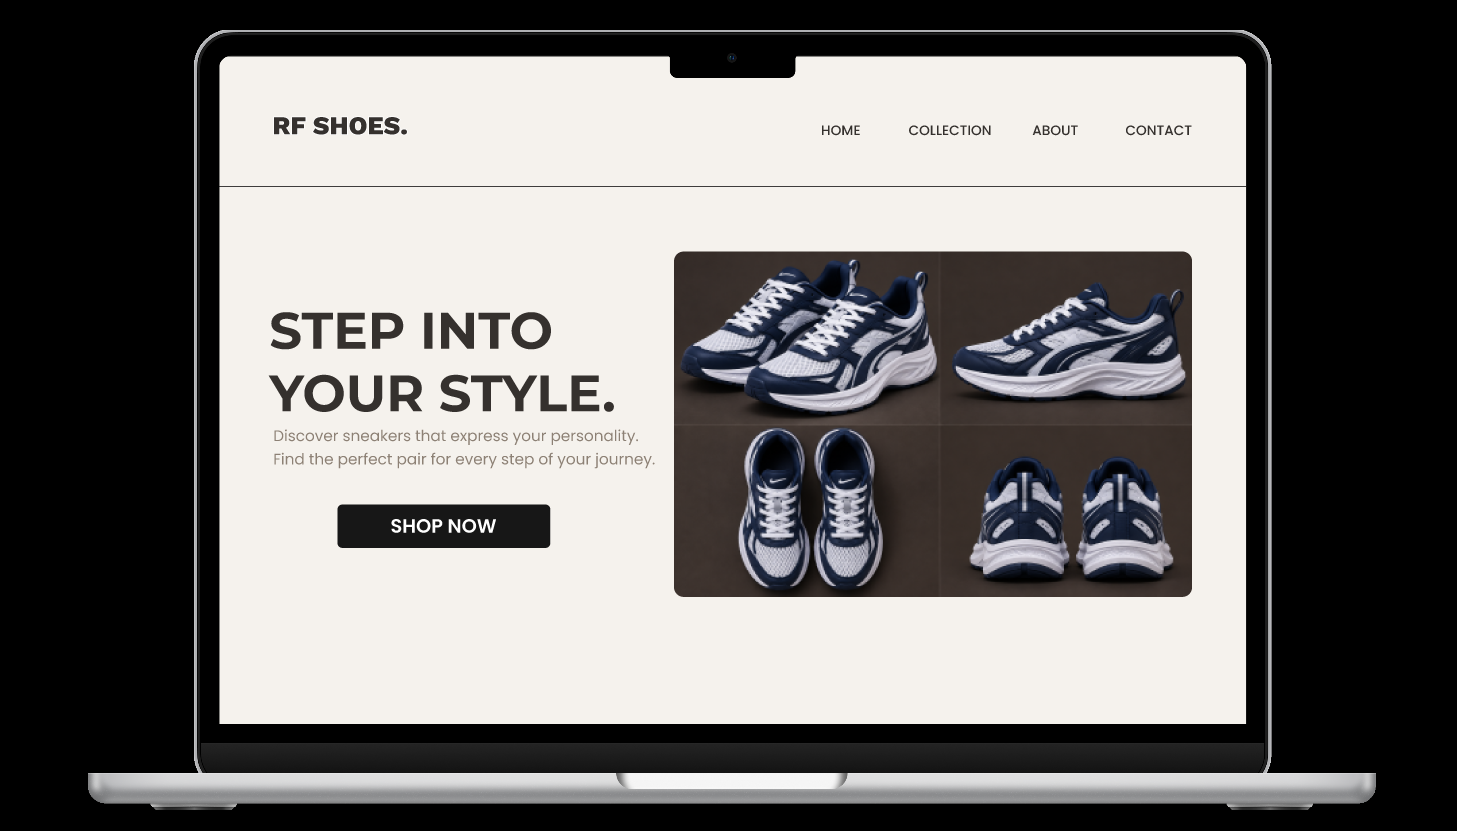 RF SHOES.
HOME COLLECTION ABOUT CONTACT
STEP INTO
YOUR STYLE.
Discover sneakers that express your personality.
Find the perfect pair for every step of your journey.
SHOP NOW